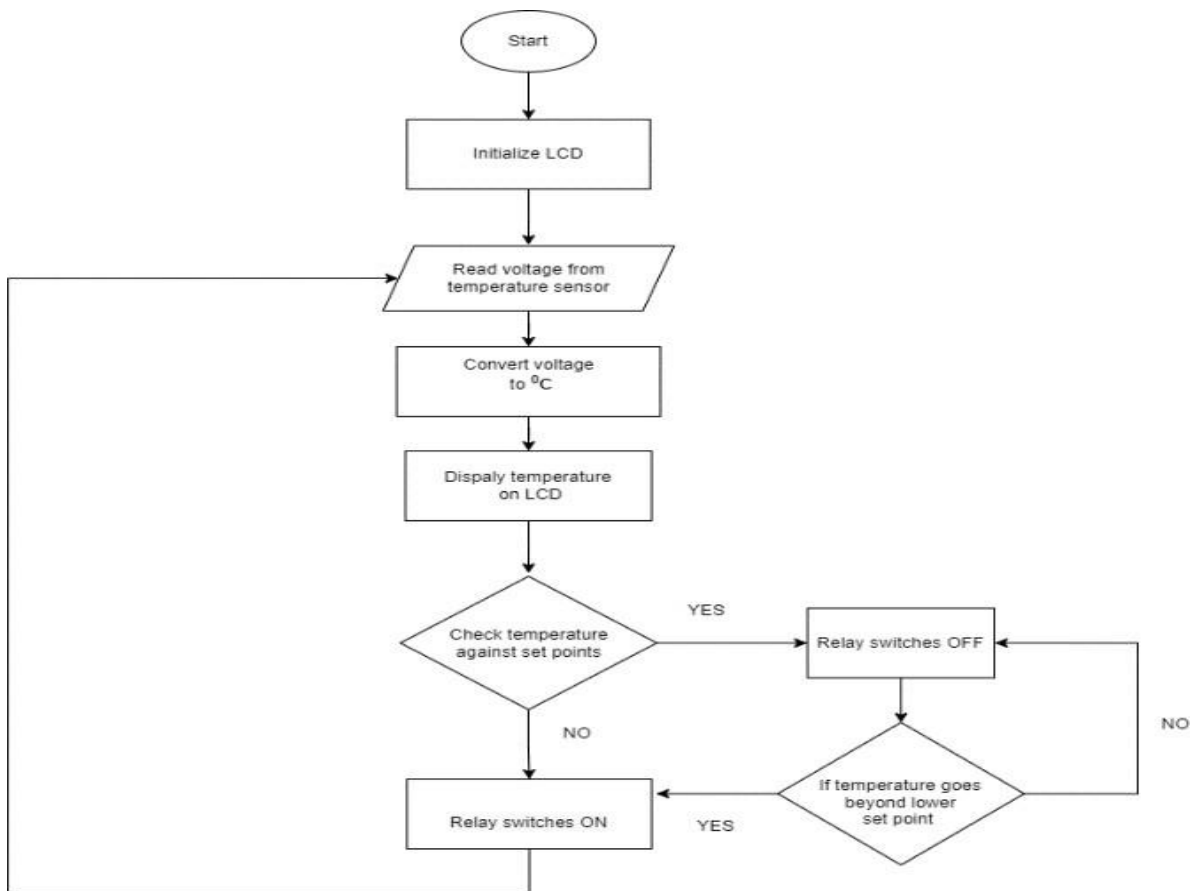 Start
Initialize LCD
Read voltage from
temperature sensor
Convert voltage
to ⁰C
Dispaly temperature
on LCD
Check temperature
against set points
YES
Relay switches OFF
NO
NO
If temperature goes
beyond lower
set point
YES
Relay switches ON